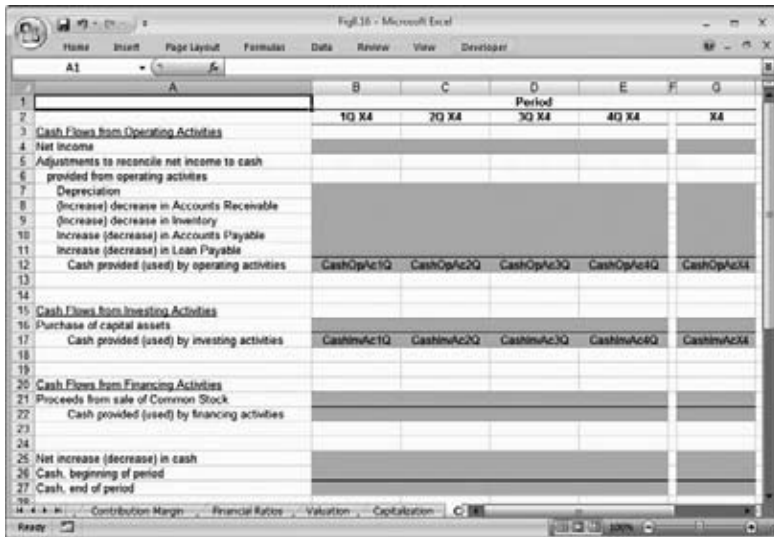 Fig8.16 - Microsoft Excel
Home Insert Page Layout Formulas Data Review View Developer
A1 fx
A B C D E F G
1 Period
2 1Q X4 2Q X4 3Q X4 4Q X4 X4
3 Cash Flows from Operating Activities
4 Net Income
5 Adjustments to reconcile net income to cash
6 provided from operating activites
7 Depreciation
8 (Increase) decrease in Accounts Receivable
9 (Increase) decrease in Inventory
10 Increase (decrease) in Accounts Payable
11 Increase (decrease) in Loan Payable
12 Cash provided (used) by operating activities CashOpAc1Q CashOpAc2Q CashOpAc3Q CashOpAc4Q CashOpAcX4
13
14
15 Cash Flows from Investing Activities
16 Purchase of capital assets
17 Cash provided (used) by investing activities CashInvAc1Q CashInvAc2Q CashInvAc3Q CashInvAc4Q CashInvAcX4
18
19
20 Cash Flows from Financing Activities
21 Proceeds from sale of Common Stock
22 Cash provided (used) by financing activities
23
24
25 Net increase (decrease) in cash
26 Cash, beginning of period
27 Cash, end of period
28
Contribution Margin Financial Ratios Valuation Capitalization
Ready 100%